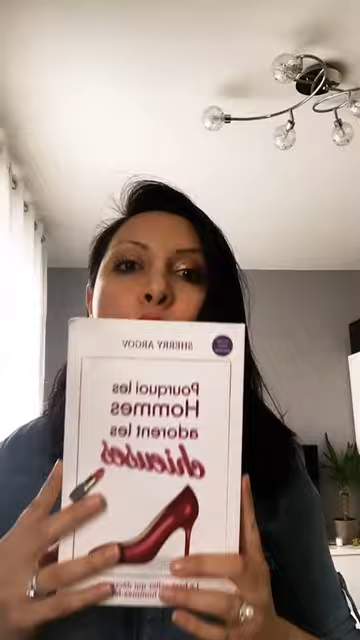 SHERRY ARGOV
Pourquoi les
Hommes
adorent les
chieuses